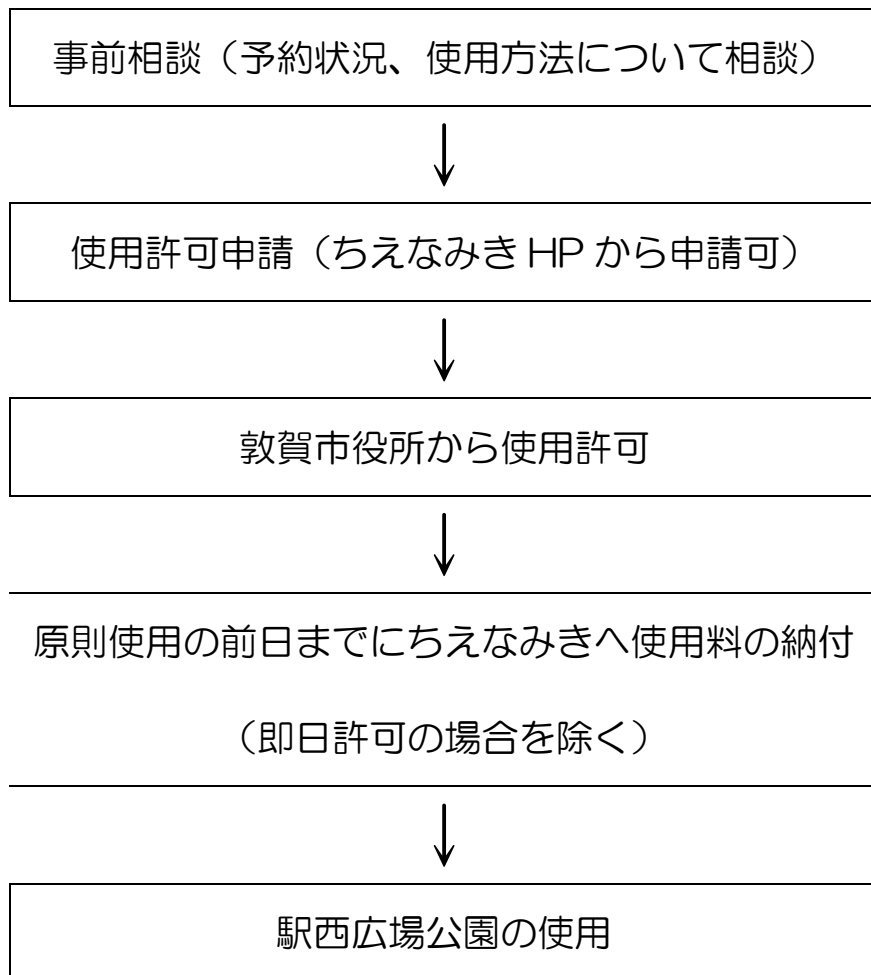 事前相談（予約状況、使用方法について相談）
使用許可申請（ちえなみき HP から申請可）
敦賀市役所から使用許可
原則使用の前日までにちえなみきへ使用料の納付
（即日許可の場合を除く）
駅西広場公園の使用